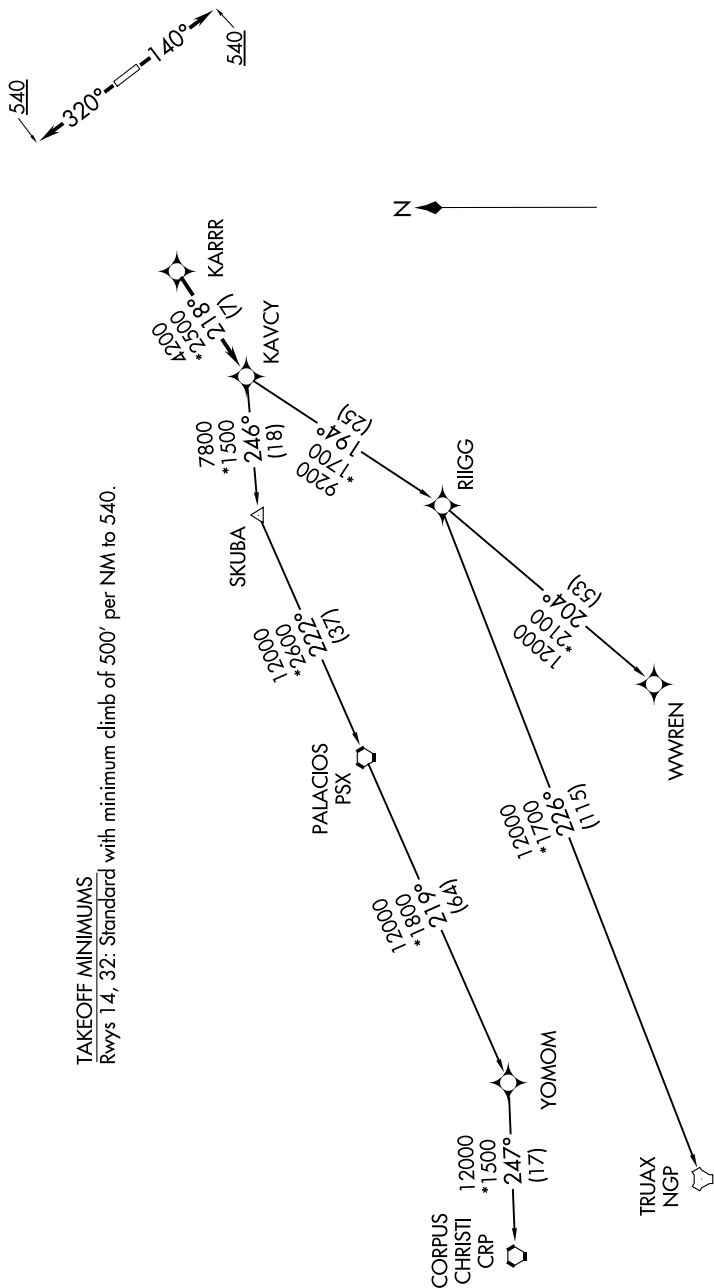 540
320°
140°
540
N
KARRR
4200
*2500
218°
(7)
KAVCY
7800
*1500
246°
(18)
9200
*1700
194°
(25)
SKUBA
RIIGG
12000
*2600
222°
(37)
12000
*2100
204°
(53)
WWREN
PALACIOS
PSX
12000
*1700
226°
(115)
12000
*1800
219°
(64)
YOMOM
12000
*1500
247°
(17)
CORPUS
CHRISTI
CRP
TRUAX
NGP
TAKEOFF MINIMUMS
Rwys 14, 32: Standard with minimum climb of 500' per NM to 540.